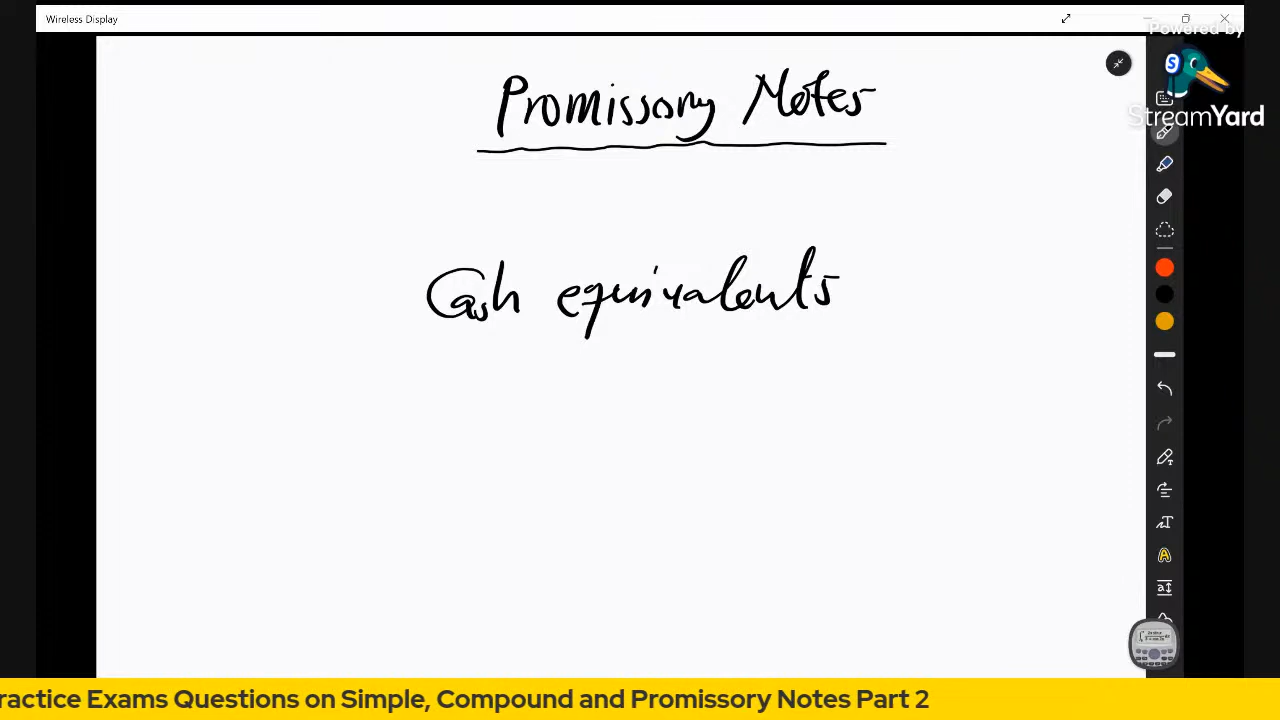 Wireless Display
Powered by
StreamYard
Promissory Notes
Cash equivalents
ractice Exams Questions on Simple, Compound and Promissory Notes Part 2